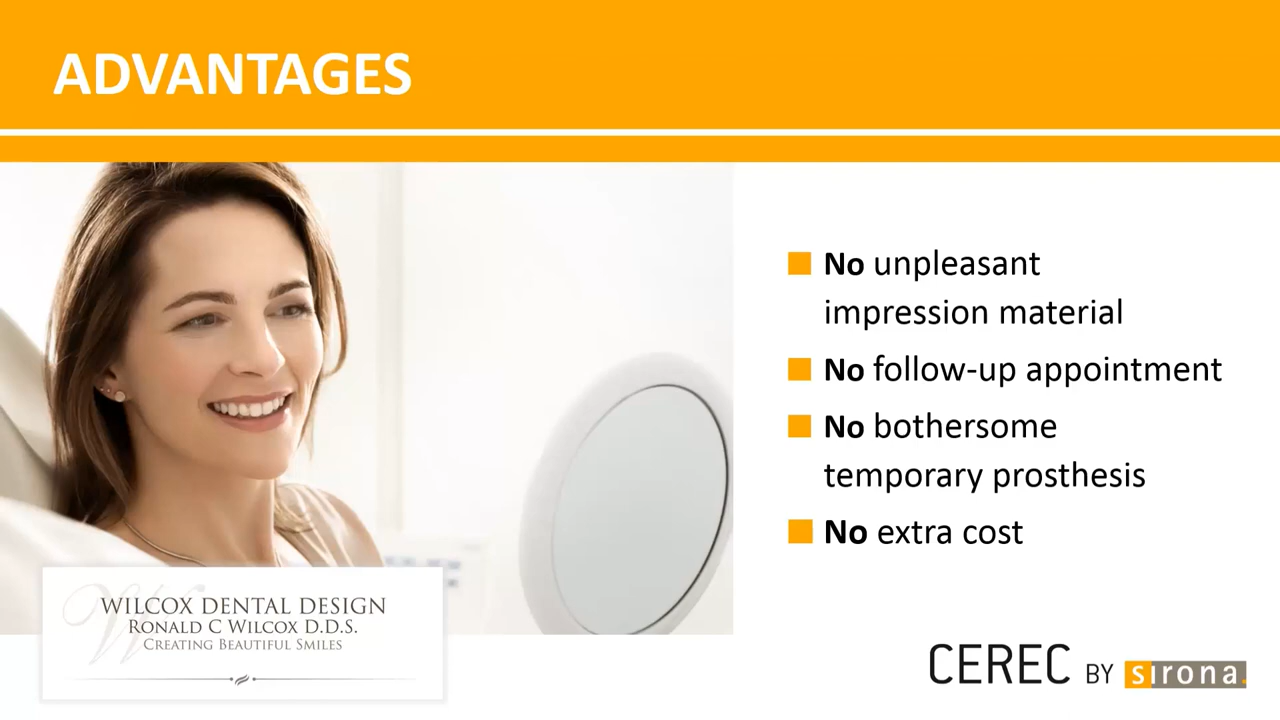 ADVANTAGES
No unpleasant
impression material
No follow-up appointment
No bothersome
temporary prosthesis
No extra cost
W
WILCOX DENTAL DESIGN
RONALD C WILCOX D.D.S.
CREATING BEAUTIFUL SMILES
CEREC BY sirona.